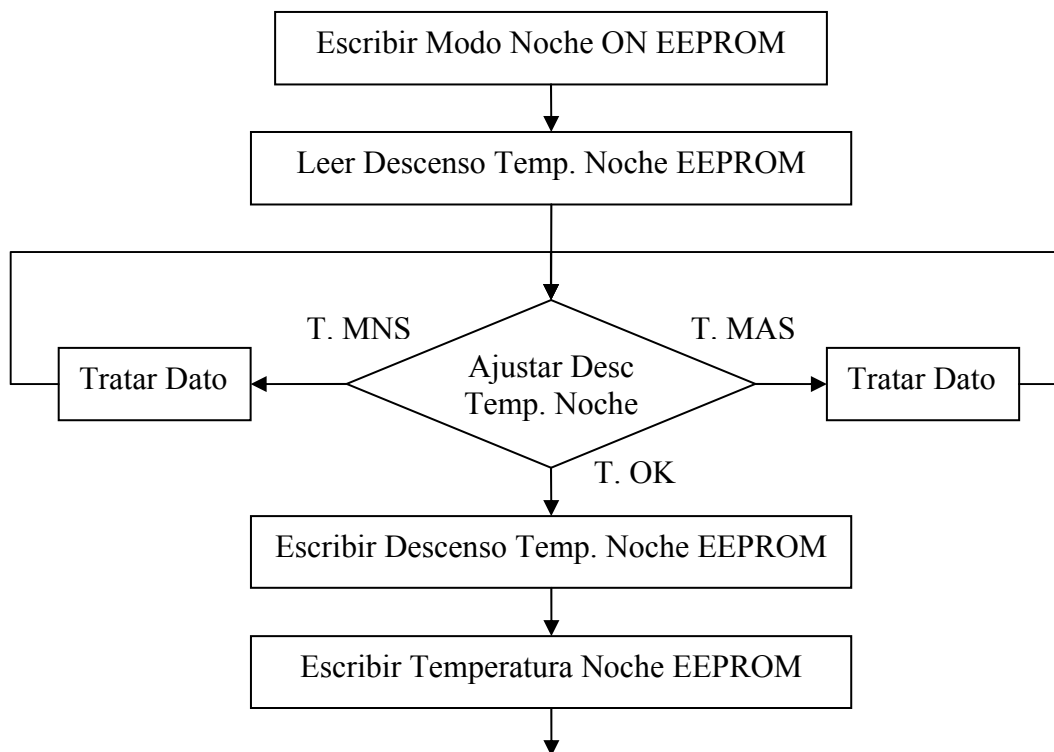 Escribir Modo Noche ON EEPROM
Leer Descenso Temp. Noche EEPROM
T. MNS
T. MAS
Tratar Dato
Ajustar Desc
Temp. Noche
Tratar Dato
T. OK
Escribir Descenso Temp. Noche EEPROM
Escribir Temperatura Noche EEPROM